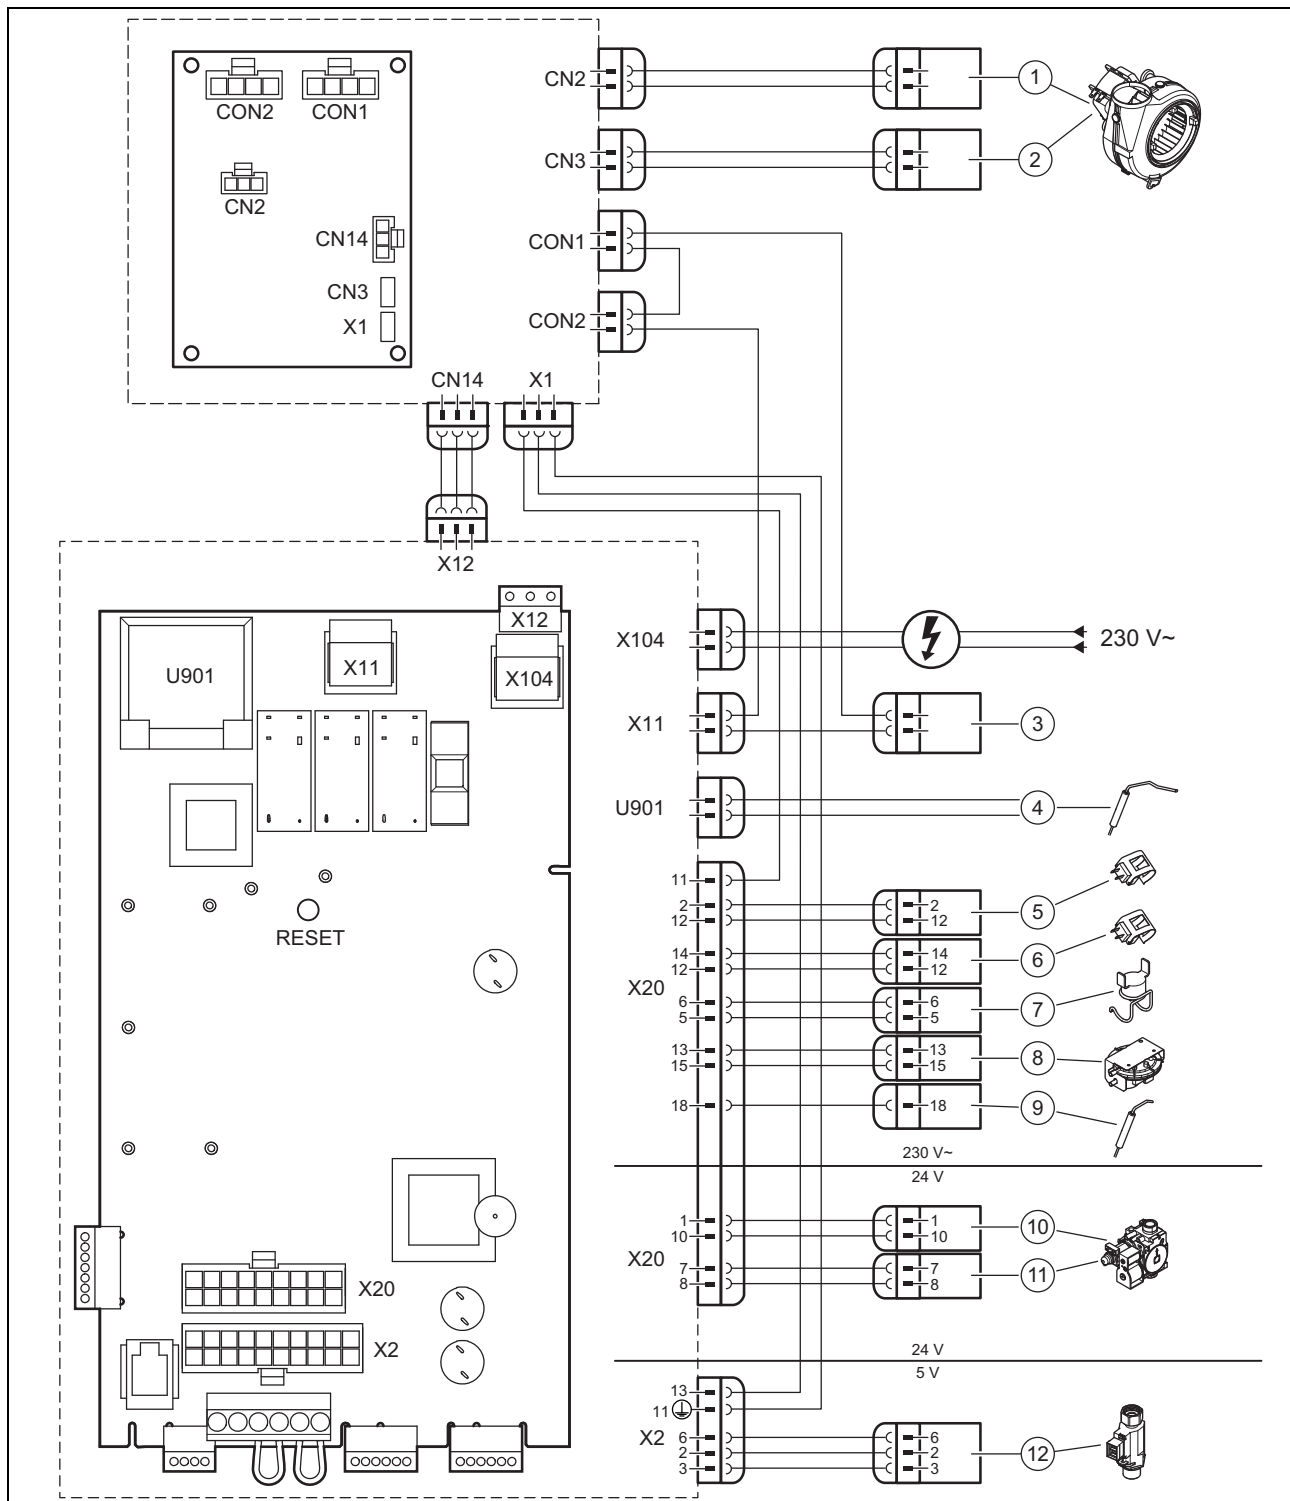 CON2 CON1
CN2
CN14
CN3
X1
CN2
CN3
CON1
CON2
CN14 X1
1
2
X12
X12
U901
X11
X104
RESET
X20
X2
X104
230 V~
X11
3
U901
4
X20
11
2 2
12 12
5
14 14
12 12
6
6 6
5 5
7
13 13
15 15
8
18 18
9
230 V~
24 V
X20
1 1
10 10
10
7 7
8 8
11
24 V
5 V
X2
13
11
6 6
2 2
3 3
12